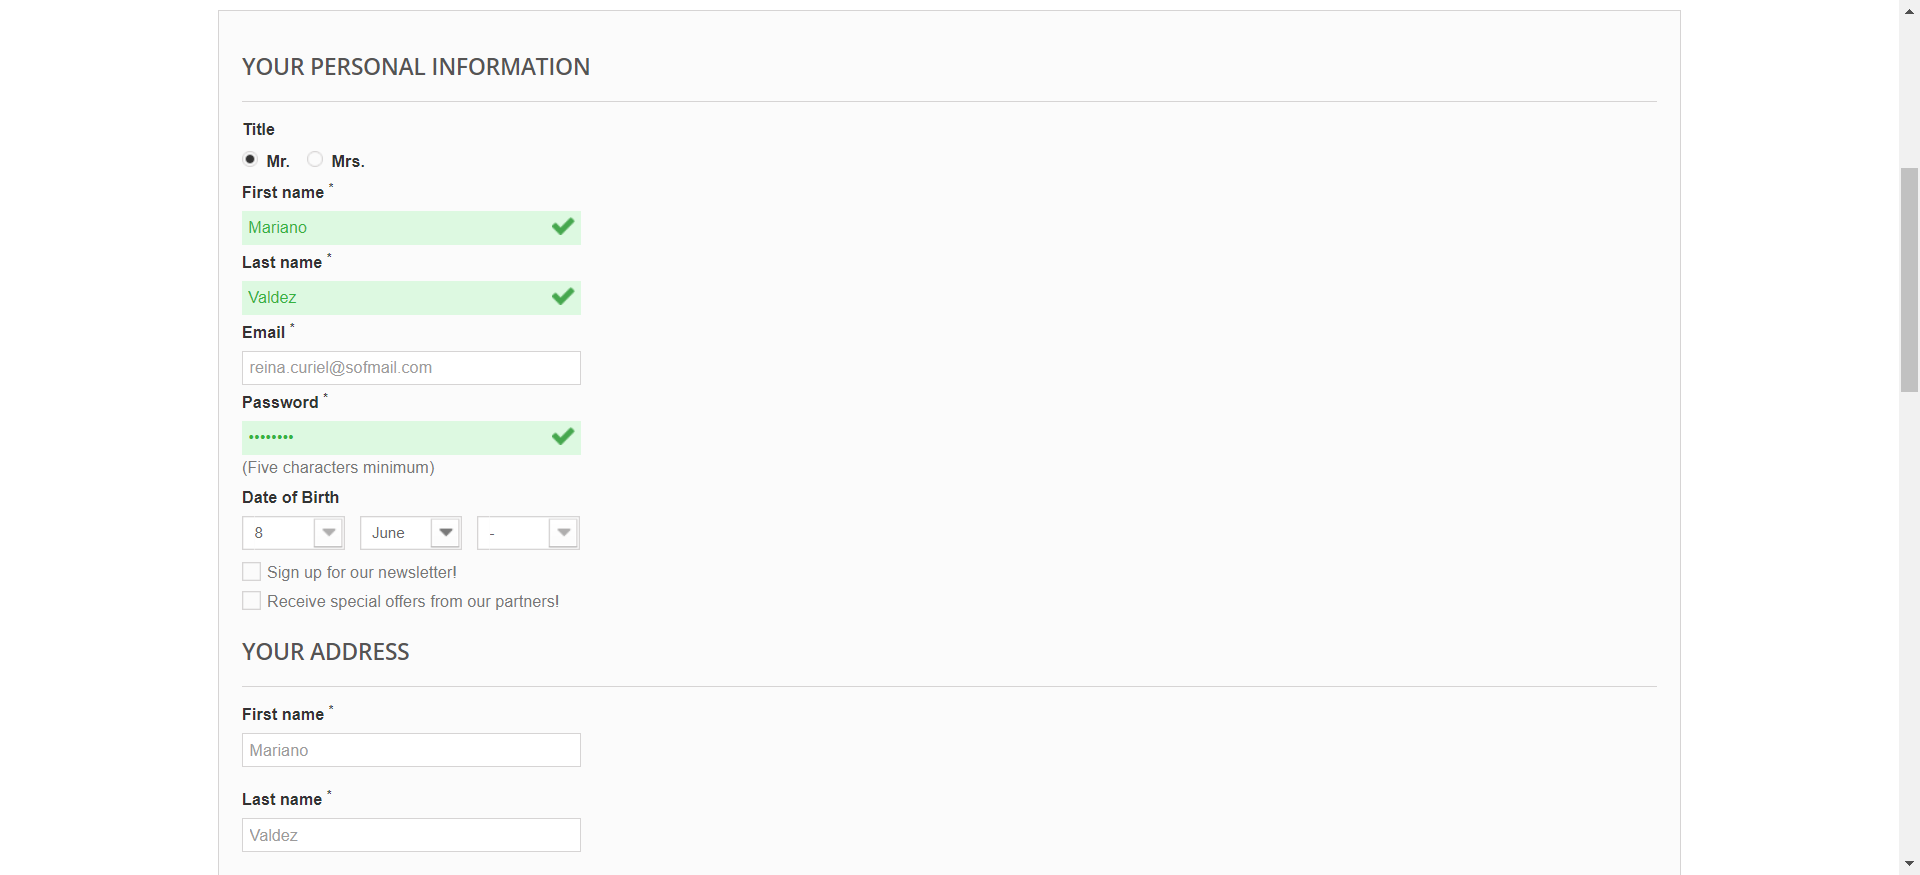 YOUR PERSONAL INFORMATION
Title
Mr. Mrs.
First name *
Mariano
Last name *
Valdez
Email *
reina.curiel@sofmail.com
Password *
••••••••
(Five characters minimum)
Date of Birth
8 June -
Sign up for our newsletter!
Receive special offers from our partners!
YOUR ADDRESS
First name *
Mariano
Last name *
Valdez